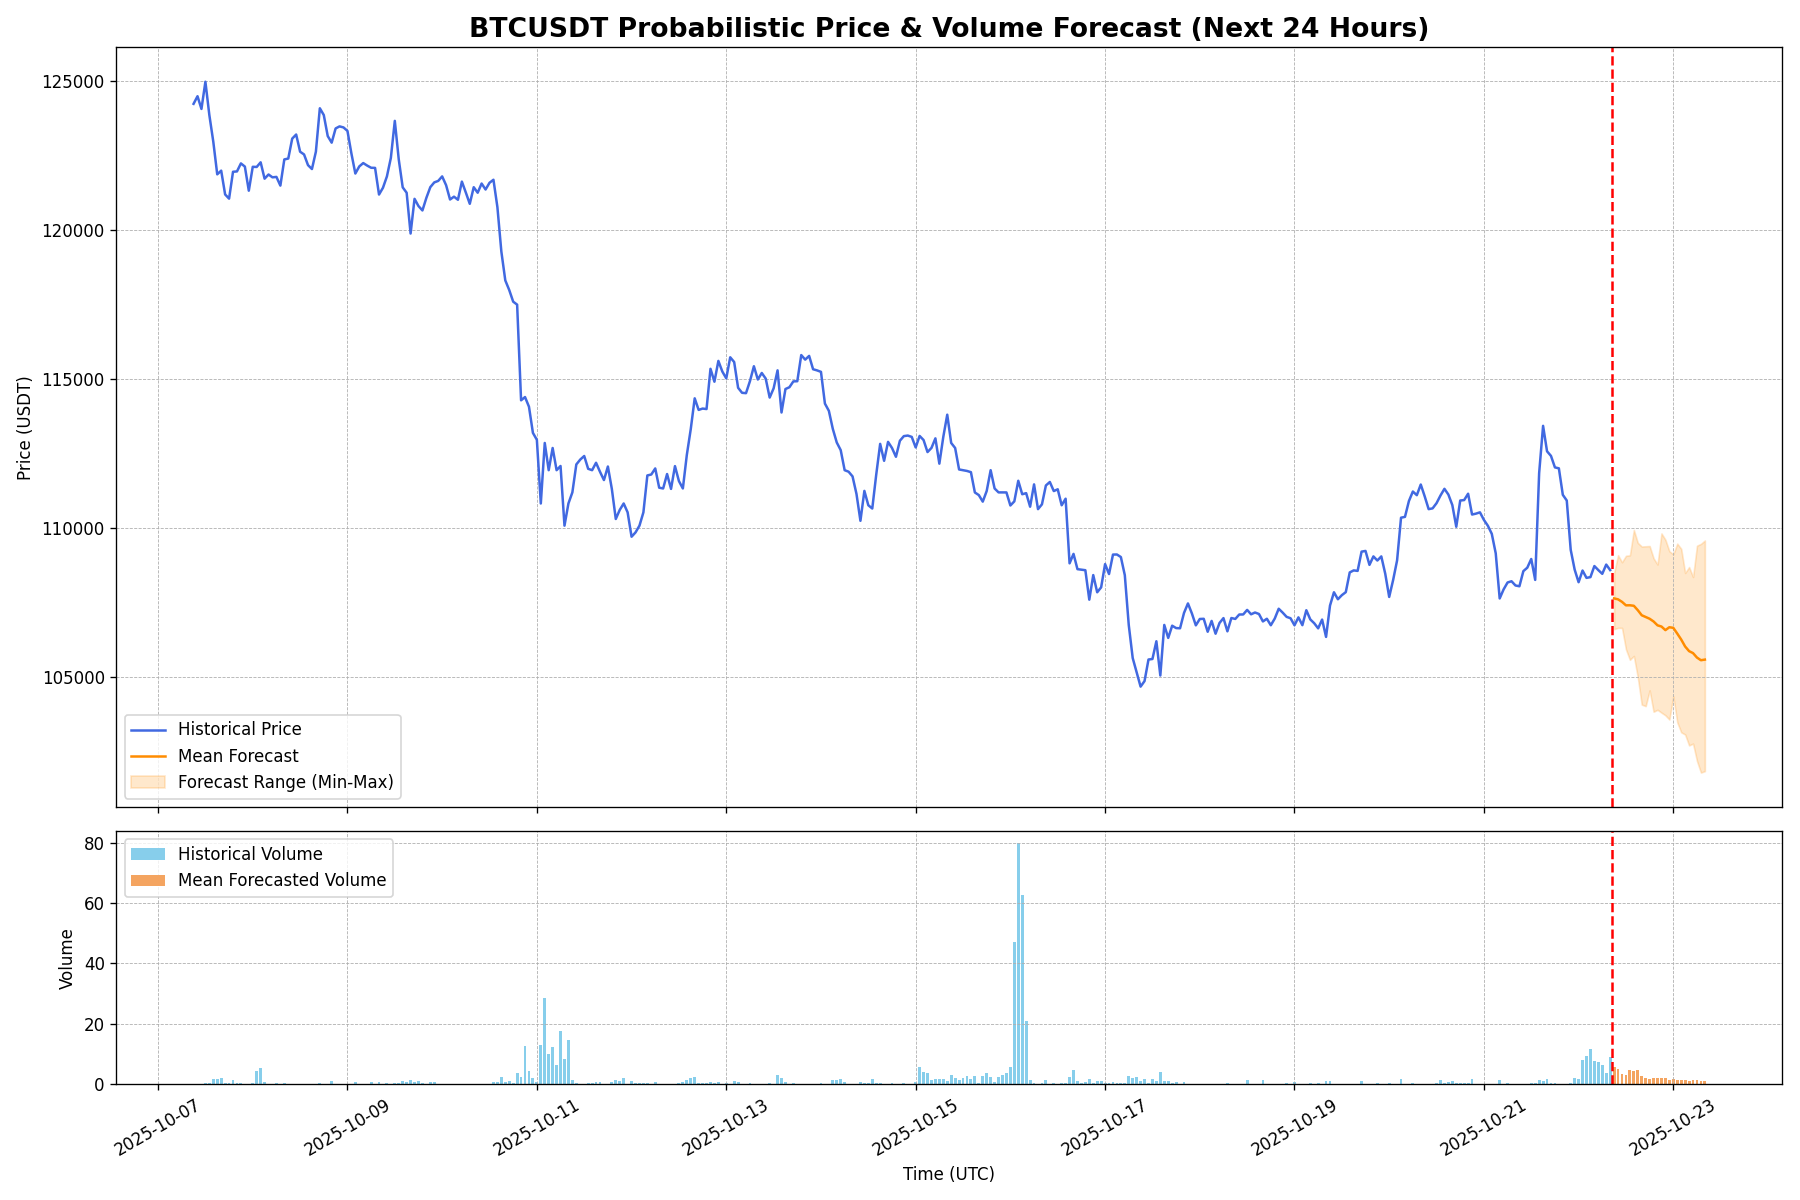 BTCUSDT Probabilistic Price & Volume Forecast (Next 24 Hours)
125000
120000
115000
110000
105000
Price (USDT)
Historical Price
Mean Forecast
Forecast Range (Min-Max)
80
60
40
20
0
Volume
Historical Volume
Mean Forecasted Volume
2025-10-07
2025-10-09
2025-10-11
2025-10-13
2025-10-15
2025-10-17
2025-10-19
2025-10-21
2025-10-23
Time (UTC)